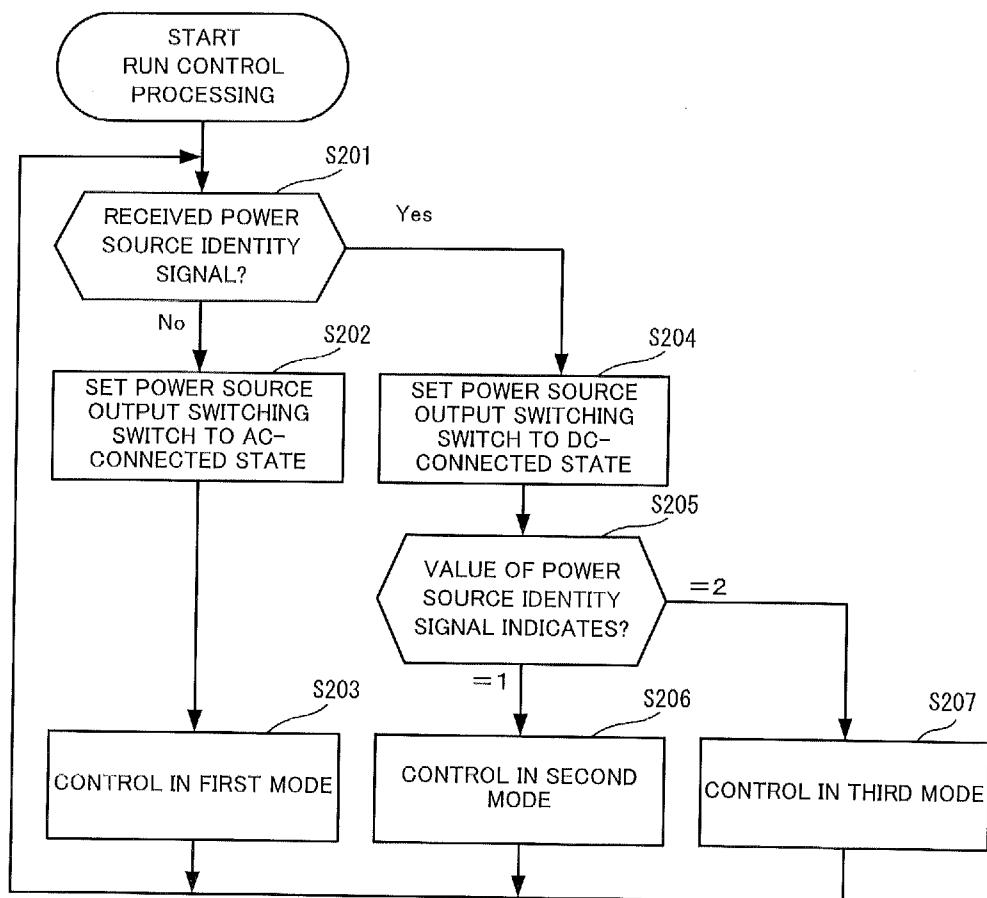 START
RUN CONTROL
PROCESSING
S201
RECEIVED POWER
SOURCE IDENTITY
SIGNAL?
Yes
No
S202
SET POWER SOURCE
OUTPUT SWITCHING
SWITCH TO AC-
CONNECTED STATE
S204
SET POWER SOURCE
OUTPUT SWITCHING
SWITCH TO DC-
CONNECTED STATE
S205
VALUE OF POWER
SOURCE IDENTITY
SIGNAL INDICATES?
=2
=1
S203
CONTROL IN FIRST MODE
S206
CONTROL IN SECOND
MODE
S207
CONTROL IN THIRD MODE